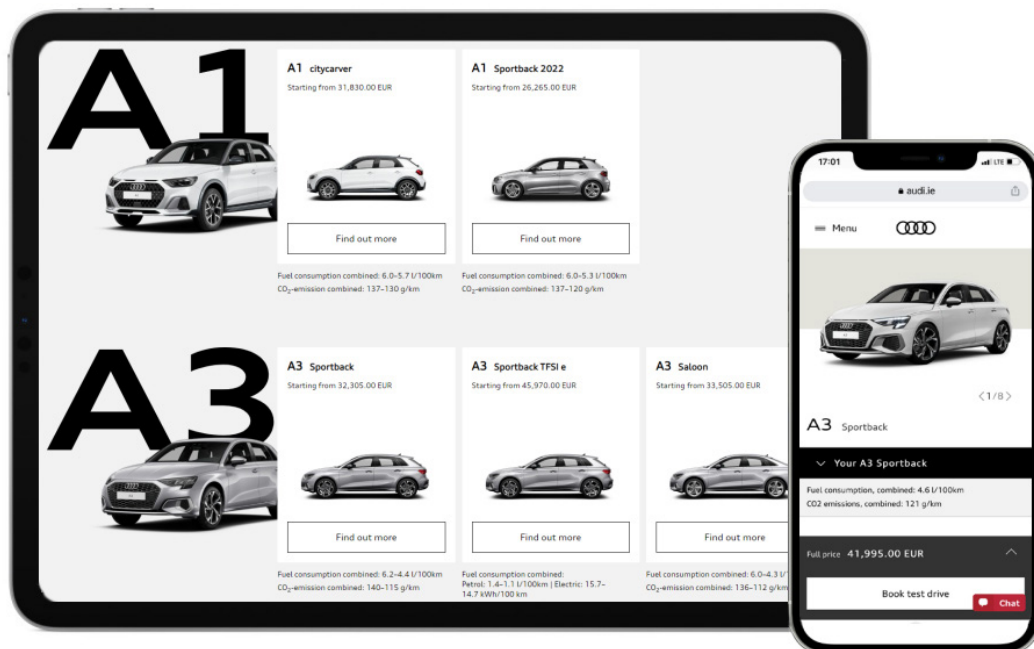 A1
A1 citycarver
Starting from 31,830.00 EUR
Find out more
Fuel consumption combined: 6.0–5.7 l/100km
CO₂-emission combined: 137–130 g/km
A1 Sportback 2022
Starting from 26,265.00 EUR
Find out more
Fuel consumption combined: 6.0–5.3 l/100km
CO₂-emission combined: 137–120 g/km
A3
A3 Sportback
Starting from 32,305.00 EUR
Find out more
Fuel consumption combined: 6.2–4.4 l/100km
CO₂-emission combined: 140–115 g/km
A3 Sportback TFSI e
Starting from 45,970.00 EUR
Find out more
Fuel consumption combined:
Petrol: 1.4–1.1 l/100km | Electric: 15.7–
14.7 kWh/100 km
A3 Saloon
Starting from 33,505.00 EUR
Find out more
Fuel consumption combined: 6.0–4.3 l/
CO₂-emission combined: 136–112 g/km
17:01
LTE
audi.ie
Menu
<1/8>
A3 Sportback
Your A3 Sportback
Fuel consumption, combined: 4.6 l/100km
CO2 emissions, combined: 121 g/km
Full price 41,995.00 EUR
Book test drive
Chat